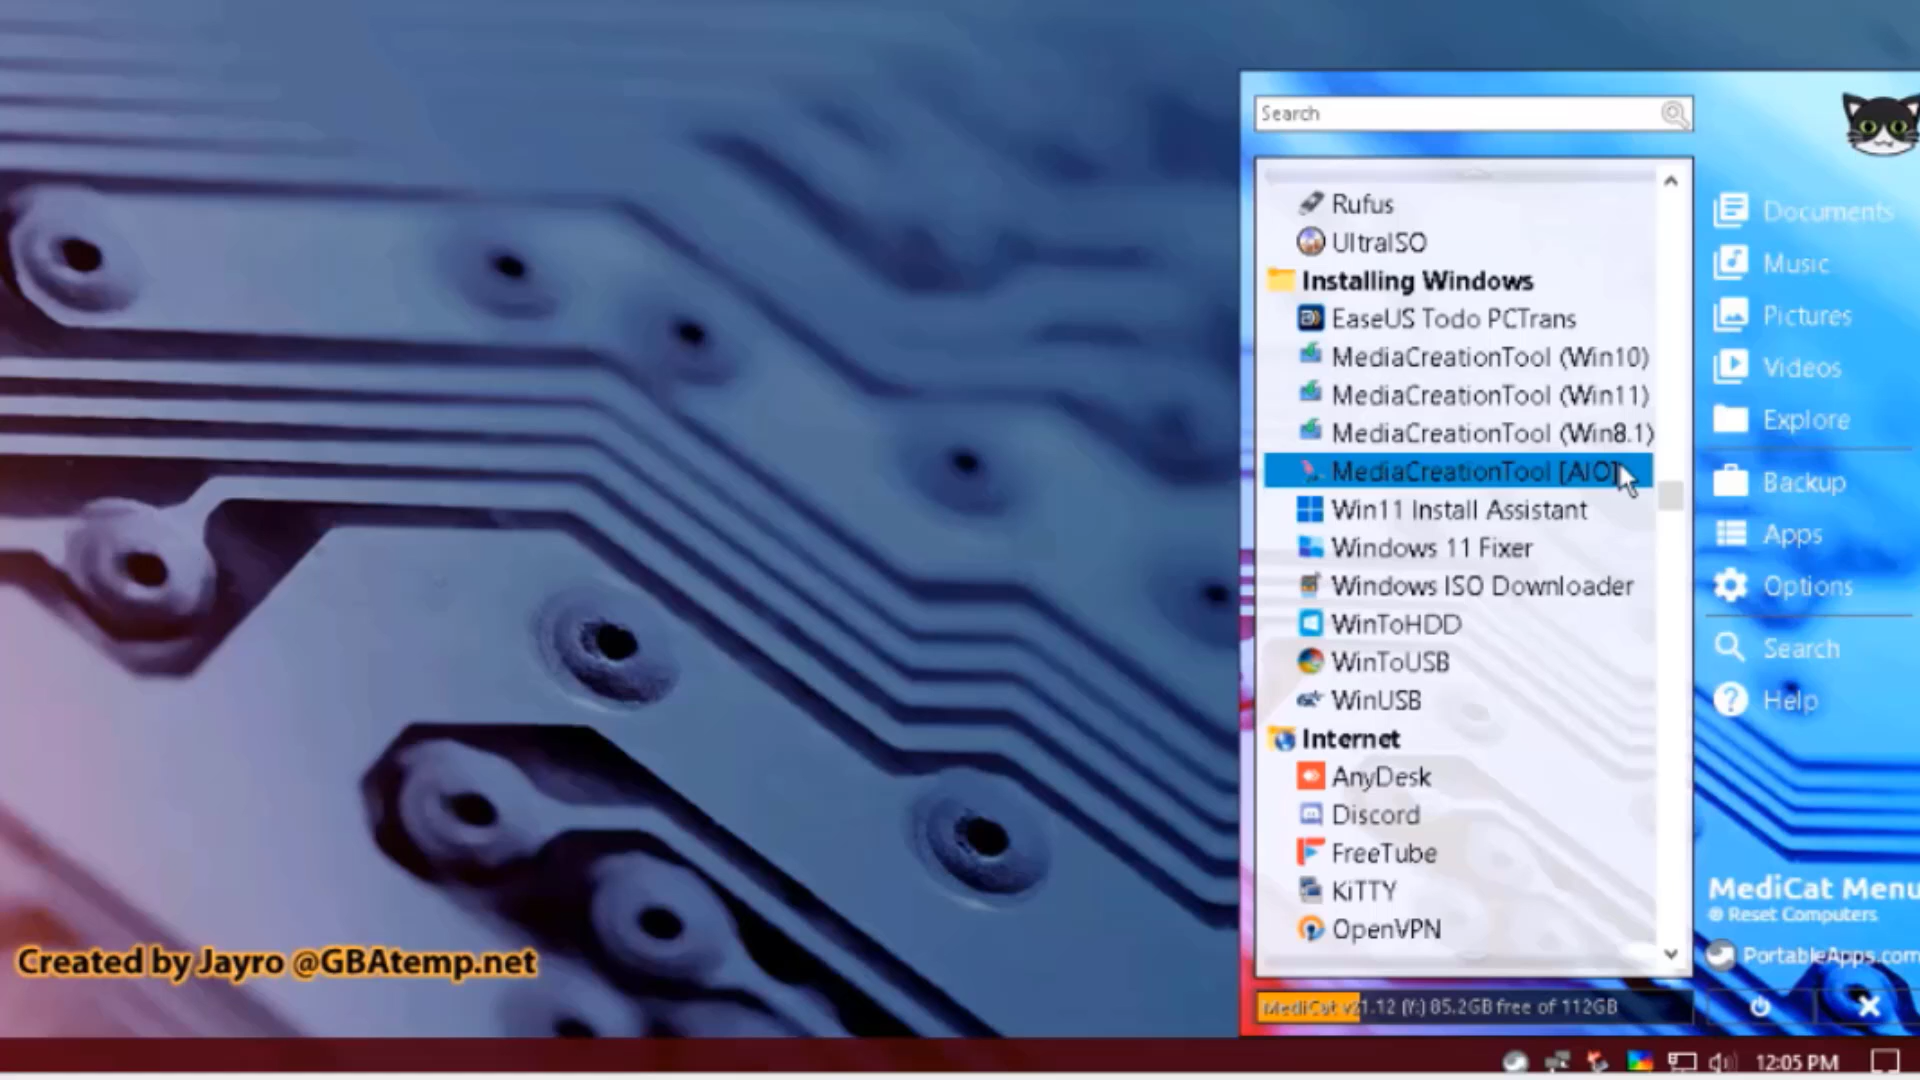 Search
Rufus
UltraISO
Installing Windows
EaseUS Todo PCTrans
MediaCreationTool (Win10)
MediaCreationTool (Win11)
MediaCreationTool (Win8.1)
MediaCreationTool [AIO]
Win11 Install Assistant
Windows 11 Fixer
Windows ISO Downloader
WinToHDD
WinToUSB
WinUSB
Internet
AnyDesk
Discord
FreeTube
KiTTY
OpenVPN
MediCat v21.12 (Y:) 85.2GB free of 112GB
Documents
Music
Pictures
Videos
Explore
Backup
Apps
Options
Search
Help
MediCat Menu
® Reset Computers
PortableApps.com
Created by Jayro @GBAtemp.net
12:05 PM